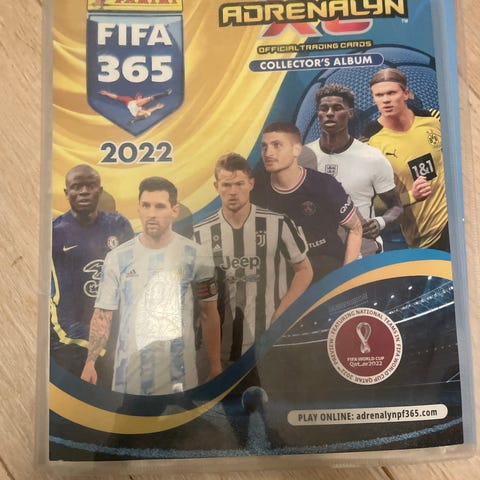 PANINI
FIFA
365
2022
ADRENALYN
XL
™
OFFICIAL TRADING CARDS
COLLECTOR'S ALBUM
1&1
Jeep
FIFA WORLD CUP
Qatar2022
PLAY ONLINE: adrenalynpf365.com